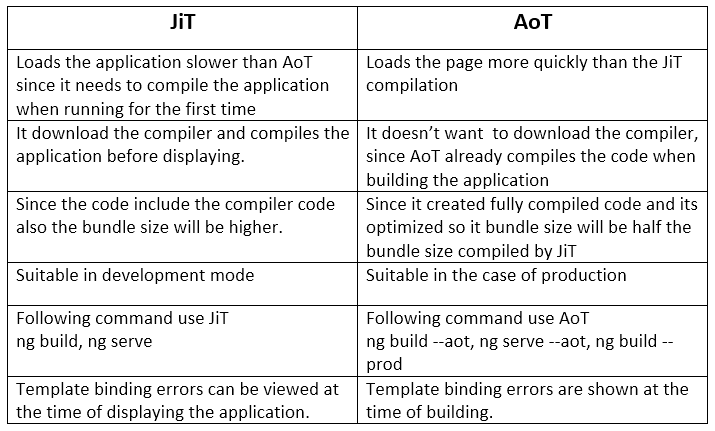 JiT
AoT
Loads the application slower than AoT
since it needs to compile the application
when running for the first time
Loads the page more quickly than the JiT
compilation
It download the compiler and compiles the
application before displaying.
It doesn’t want  to download the compiler,
since AoT already compiles the code when
building the application
Since the code include the compiler code
also the bundle size will be higher.
Since it created fully compiled code and its
optimized so it bundle size will be half the
bundle size compiled by JiT
Suitable in development mode
Suitable in the case of production
Following command use JiT
ng build, ng serve
Following command use AoT
ng build --aot, ng serve --aot, ng build --
prod
Template binding errors can be viewed at
the time of displaying the application.
Template binding errors are shown at the
time of building.